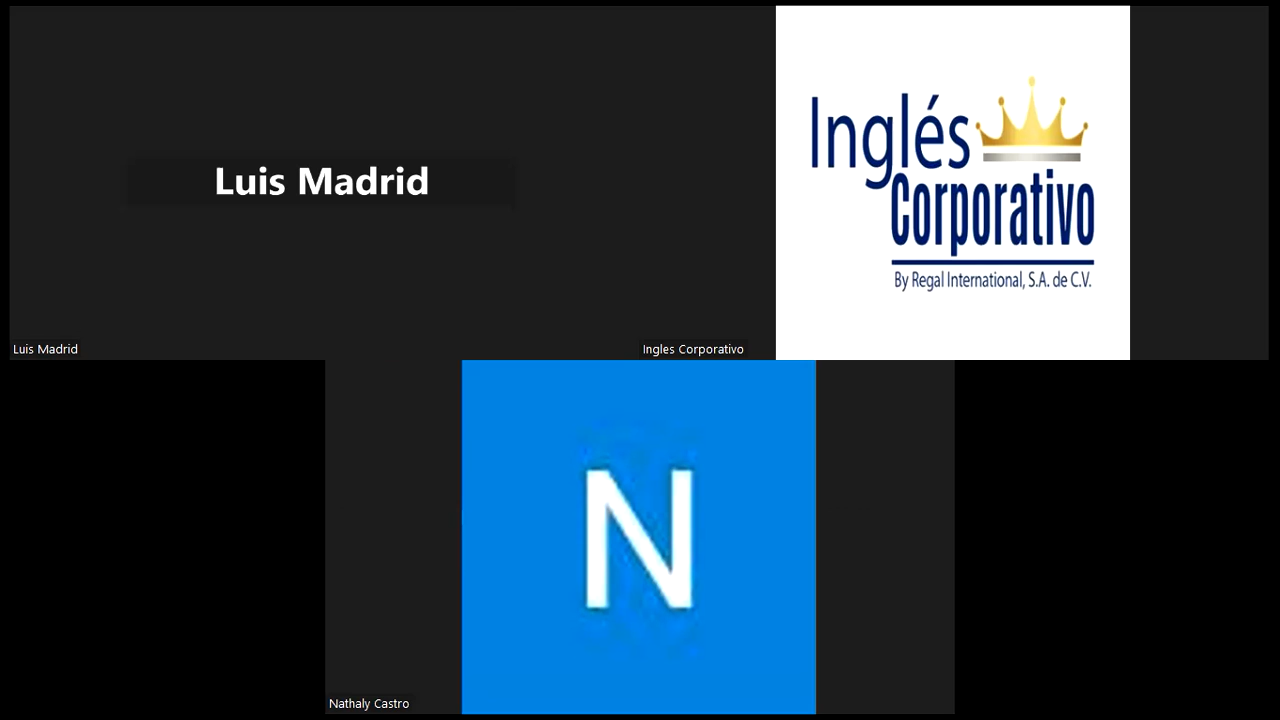 Luis Madrid
Luis Madrid
Inglés
Corporativo
By Regal International, S.A. de C.V.
Ingles Corporativo
N
Nathaly Castro